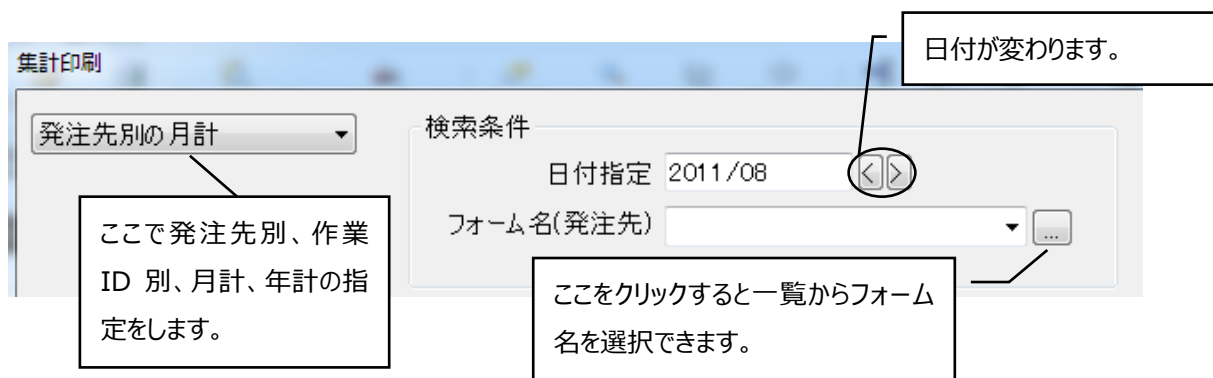 日付が変わります。
集計印刷
発注先別の月計
検索条件
日付指定 2011/08 < >
フォーム名(発注先) ...
ここで発注先別、作業
ID 別、月計、年計の指
定をします。
ここをクリックすると一覧からフォーム
名を選択できます。